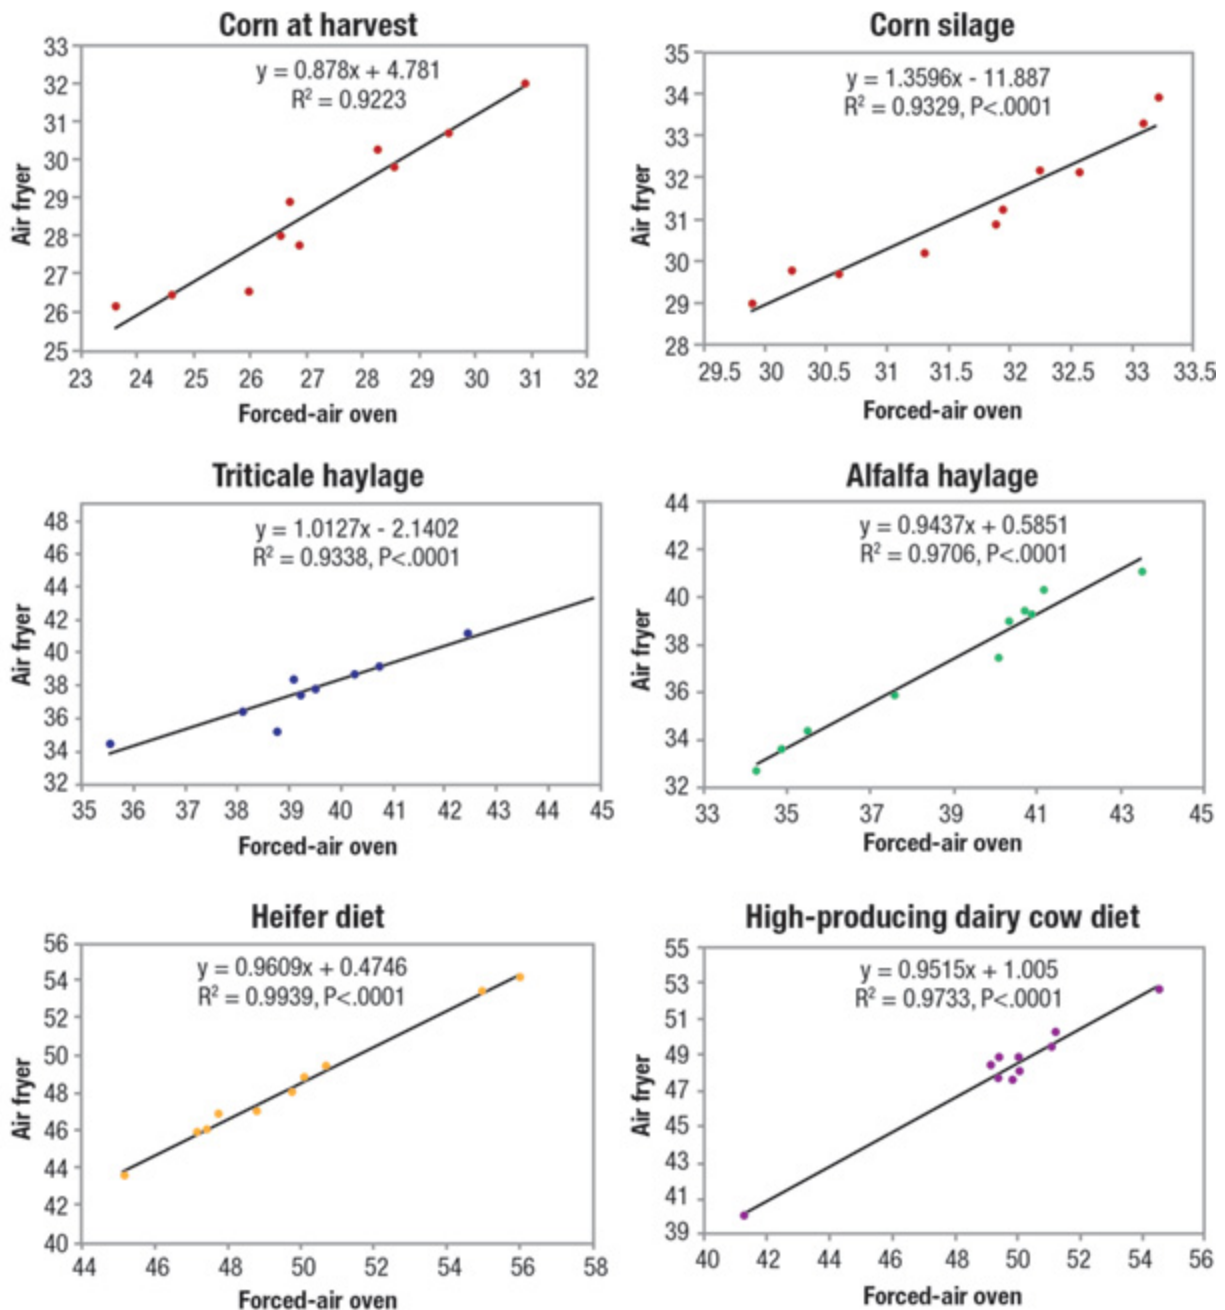 Corn at harvest
y = 0.878x + 4.781
R² = 0.9223
Air fryer
33
32
31
30
29
28
27
26
25
23 24 25 26 27 28 29 30 31 32
Forced-air oven
Corn silage
y = 1.3596x - 11.887
R² = 0.9329, P<.0001
Air fryer
35
34
33
32
31
30
29
28
29.5 30 30.5 31 31.5 32 32.5 33 33.5
Forced-air oven
Triticale haylage
y = 1.0127x - 2.1402
R² = 0.9338, P<.0001
Air fryer
48
46
44
42
40
38
36
34
32
35 36 38 39 40 41 42 43 44 45
Forced-air oven
Alfalfa haylage
y = 0.9437x + 0.5851
R² = 0.9706, P<.0001
Air fryer
44
42
40
38
36
34
32
33 35 37 39 41 43 45
Forced-air oven
Heifer diet
y = 0.9609x + 0.4746
R² = 0.9939, P<.0001
Air fryer
56
54
52
50
48
46
44
42
40
44 46 48 50 52 54 56 58
Forced-air oven
High-producing dairy cow diet
y = 0.9515x + 1.005
R² = 0.9733, P<.0001
Air fryer
55
53
51
49
47
45
43
41
39
40 42 44 46 48 50 52 54 56
Forced-air oven